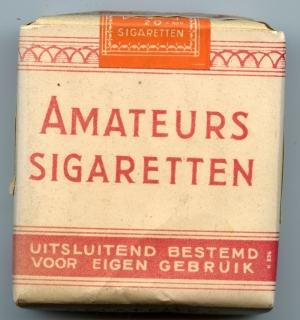 20
SIGARETTEN
AMATEURS
SIGARETTEN
UITSLUITEND BESTEMD
VOOR EIGEN GEBRUIK